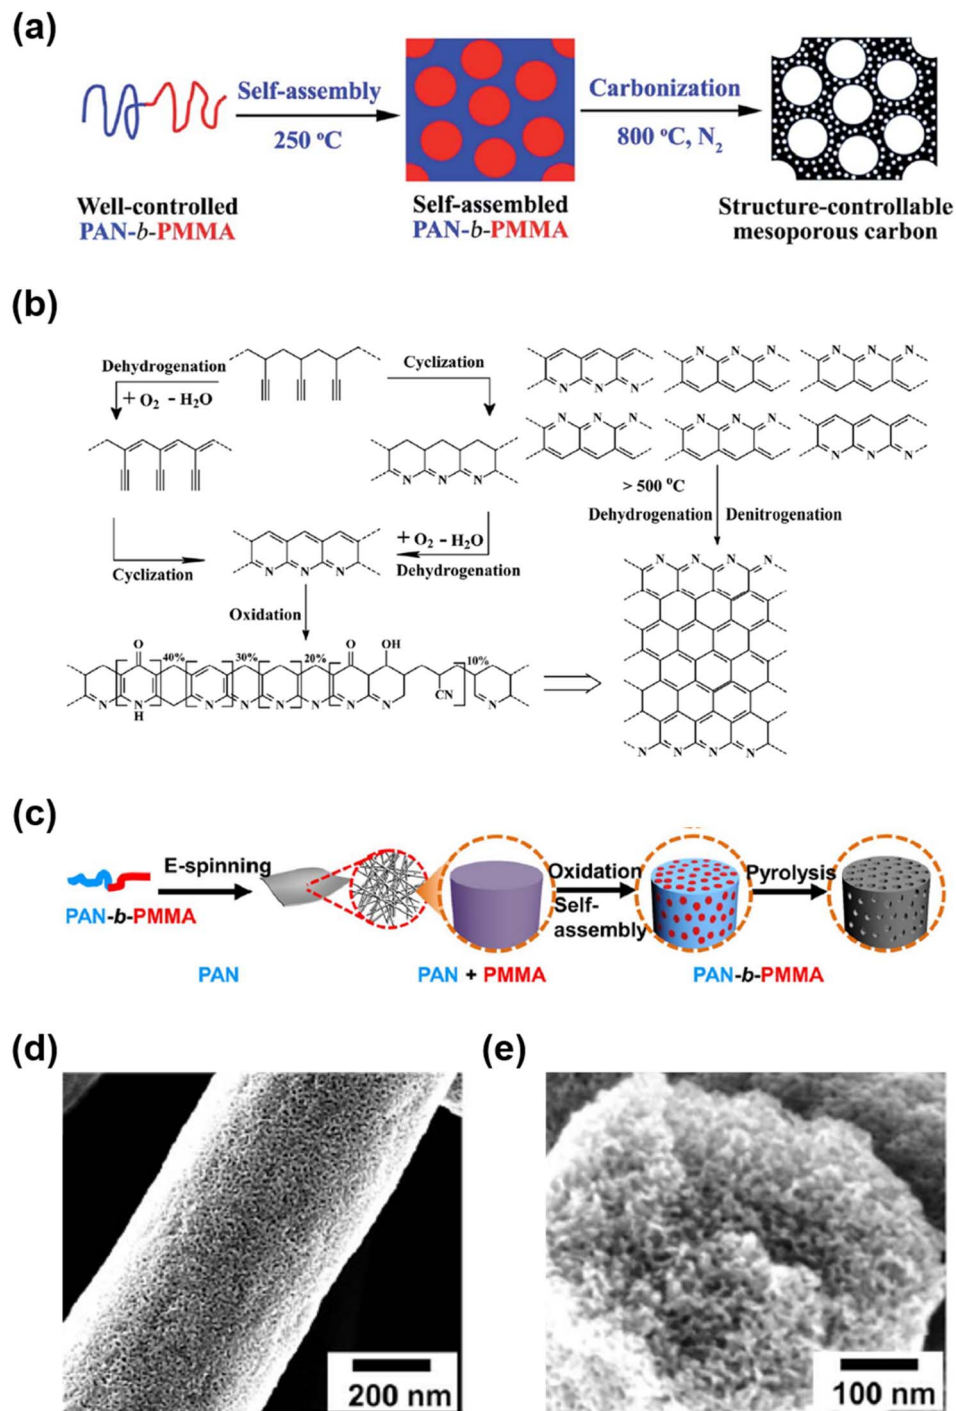 (a)
Self-assembly
250 °C
Carbonization
800 °C, N2
Well-controlled
PAN-b-PMMA
Self-assembled
PAN-b-PMMA
Structure-controllable
mesoporous carbon
(b)
Dehydrogenation
+ O2 - H2O
Cyclization
N N N
N N N
N N N
N N N
N N N
N N N
N N N
> 500 °C
Dehydrogenation
Denitrogenation
+ O2 - H2O
Dehydrogenation
Cyclization
N N N
Oxidation
O
40%
30%
20%
O
OH
10%
N
N
H
N
N
N
N
N
CN
N
N N N N
N N N N
(c)
E-spinning
PAN-b-PMMA
Oxidation
Self-
assembly
Pyrolysis
PAN
PAN + PMMA
PAN-b-PMMA
(d)
(e)
200 nm
100 nm